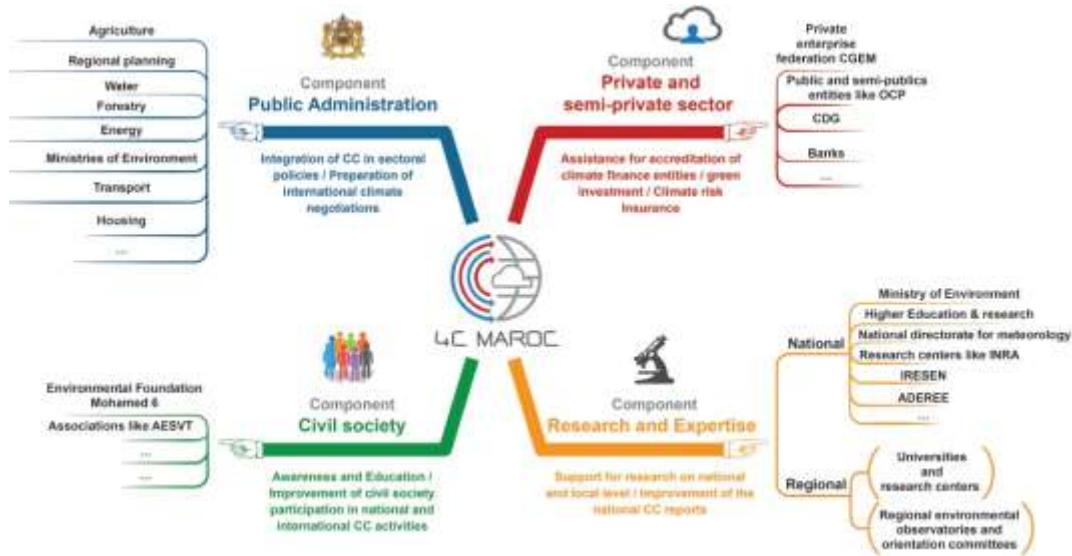 Agriculture
Regional planning
Water
Forestry
Energy
Ministries of Environment
Transport
Housing
...
Component
Public Administration
Integration of CC in sectoral
policies / Preparation of
international climate
negotiations
Component
Private and
semi-private sector
Assistance for accreditation of
climate finance entities / green
investment / Climate risk
Insurance
Private
enterprise
federation CGEM
Public and semi-publics
entities like OCP
CDG
Banks
...
4C MAROC
Environmental Foundation
Mohamed 6
Associations like AESVT
...
...
Component
Civil society
Awareness and Education /
Improvement of civil society
participation in national and
international CC activities
Component
Research and Expertise
Support for research on national
and local level / Improvement of the
national CC reports
National
Ministry of Environment
Higher Education & research
National directorate for meteorology
Research centers like INRA
IRESEN
ADEREE
...
Regional
Universities
and
research centers
Regional environmental
observatories and
orientation committees